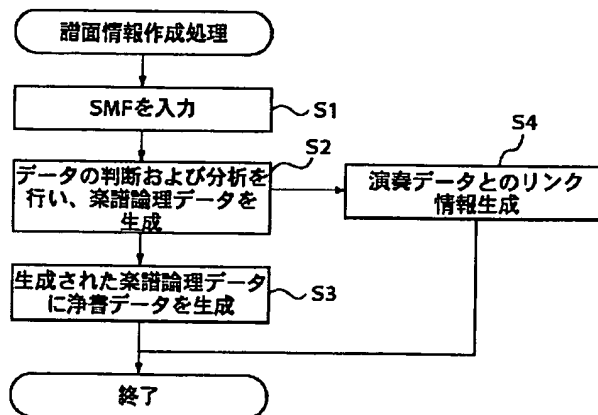 譜面情報作成処理
SMFを入力
S1
データの判断および分析を
行い、楽譜論理データを
生成
S2
演奏データとのリンク
情報生成
S4
生成された楽譜論理データ
に浄書データを生成
S3
終了